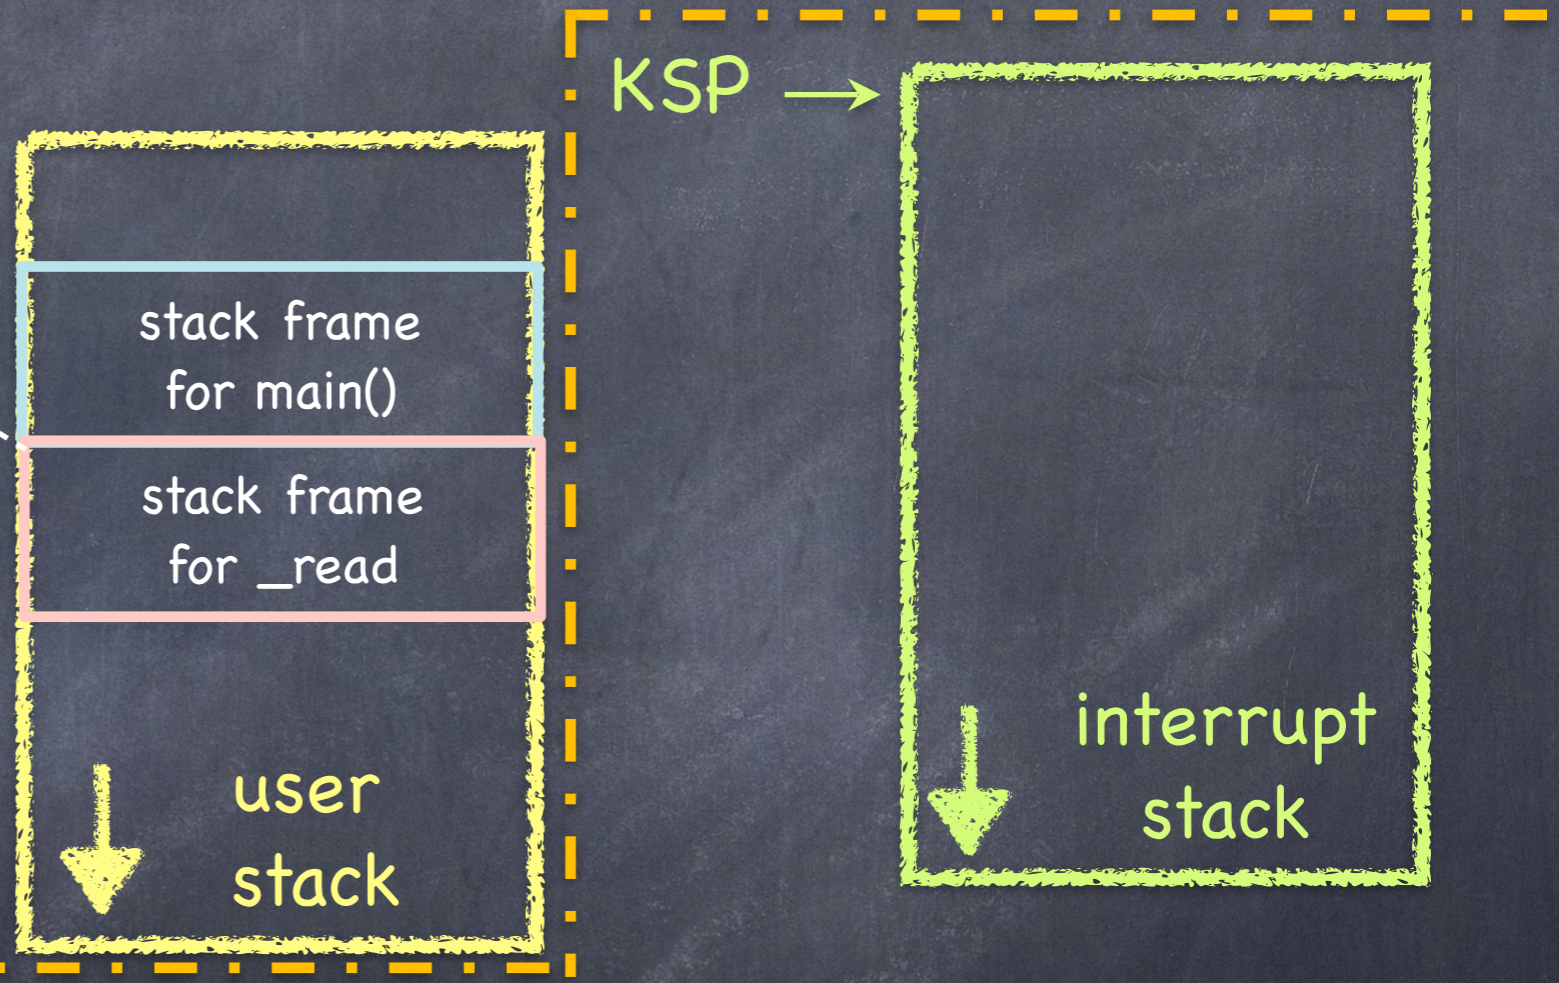 KSP
stack frame
for main()
stack frame
for _read
user
stack
interrupt
stack